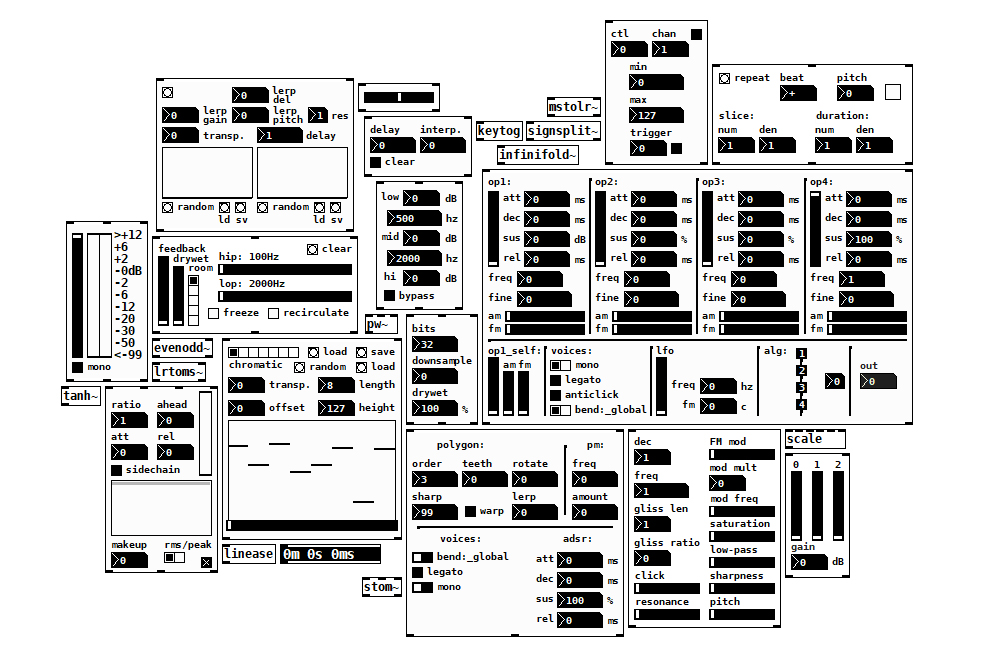 ctl chan
0 1
min
0
max
127
trigger
0
repeat beat pitch
+ 0
slice: duration:
num den num den
1 1 1 1
lerp
del
0
0 lerp
gain 0 lerp
pitch 1 res
0 transp. 1 delay
random ld sv random ld sv
delay interp.
0 0
clear
mstolr~
keytog
signsplit~
infinifold~
low 0 dB
500 hz
mid 0 dB
2000 hz
hi 0 dB
bypass
op1: op2: op3: op4:
att 0 ms att 0 ms att 0 ms att 0 ms
dec 0 ms dec 0 ms dec 0 ms dec 0 ms
sus 0 dB sus 0 % sus 0 % sus 100 %
rel 0 ms rel 0 ms rel 0 ms rel 0 ms
freq 0 freq 0 freq 0 freq 1
fine 0 fine 0 fine 0 fine 0
am am am am
fm fm fm fm
op1_self: voices: lfo alg: out
am fm
mono
legato
anticlick
bend:_global
freq 0 hz
fm 0 c
1
2
3
4
0
0
>+12
+6
+2
-0dB
-2
-6
-12
-20
-30
-50
<-99
mono
feedback
drywet
room
clear
hip: 100Hz
lop: 2000Hz
freeze recirculate
pw~
evenodd~
lrtoms~
tanh~
bits
32
downsample
0
drywet
100 %
load save
chromatic random load
0 transp. 8 length
0 offset 127 height
ratio ahead
1 0
att rel
0 0
sidechain
makeup rms/peak
0
linease
0m 0s 0ms
stom~
polygon: pm:
order teeth rotate freq
3 0 0 0
sharp lerp amount
99 warp 0 0
voices: adsr:
bend:_global
legato
mono
att 0 ms
dec 0 ms
sus 100 %
rel 0 ms
dec FM mod
1
freq mod mult
1 0
gliss len mod freq
1 saturation
gliss ratio low-pass
0
click sharpness
resonance pitch
scale
0 1 2
gain
0 dB